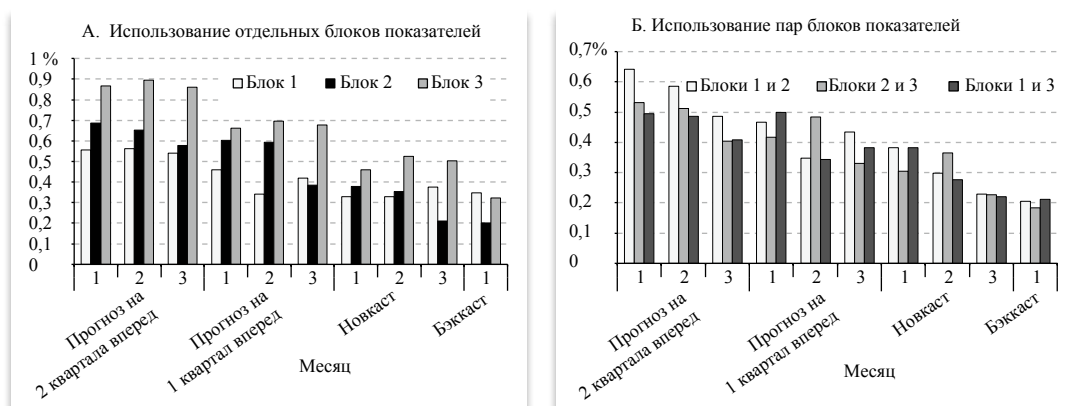 А. Использование отдельных блоков показателей
1 %
0,9
0,8
0,7
0,6
0,5
0,4
0,3
0,2
0,1
0
Блок 1 Блок 2 Блок 3
1 2 3 1 2 3 1 2 3 1
Прогноз на
2 квартала вперед
Прогноз на
1 квартал вперед
Новкаст
Бэккаст
Месяц
Б. Использование пар блоков показателей
0,7%
0,6
0,5
0,4
0,3
0,2
0,1
0
Блоки 1 и 2 Блоки 2 и 3 Блоки 1 и 3
1 2 3 1 2 3 1 2 3 1
Прогноз на
2 квартала вперед
Прогноз на
1 квартал вперед
Новкаст
Бэккаст
Месяц